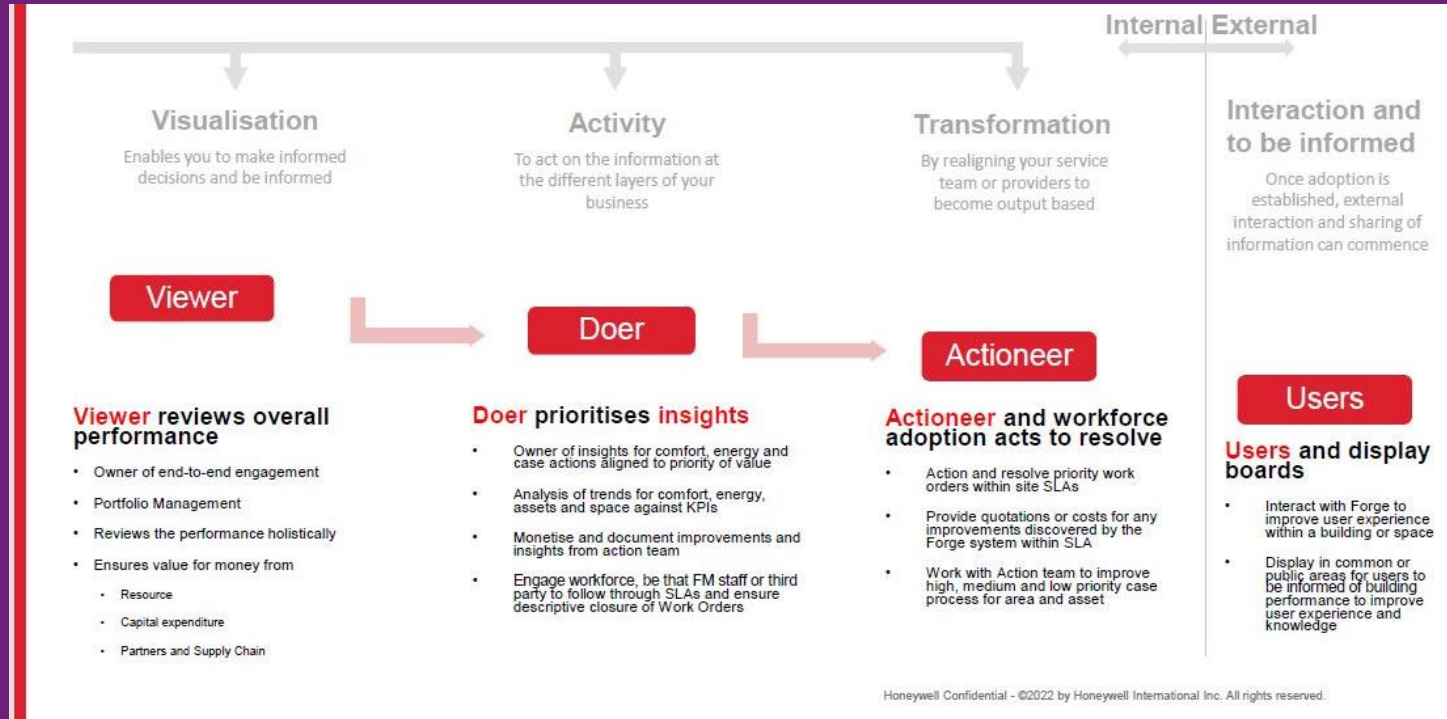 Internal External
Visualisation
Enables you to make informed
decisions and be informed
Activity
To act on the information at
the different layers of your
business
Transformation
By realigning your service
team or providers to
become output based
Interaction and
to be informed
Once adoption is
established, external
interaction and sharing of
information can commence
Viewer
Doer
Actioneer
Users
Viewer reviews overall
performance
• Owner of end-to-end engagement
• Portfolio Management
• Reviews the performance holistically
• Ensures value for money from
• Resource
• Capital expenditure
• Partners and Supply Chain
Doer prioritises insights
• Owner of insights for comfort, energy and
case actions aligned to priority of value
• Analysis of trends for comfort, energy,
assets and space against KPIs
• Monetise and document improvements and
insights from action team
• Engage workforce, be that FM staff or third
party to follow through SLAs and ensure
descriptive closure of Work Orders
Actioneer and workforce
adoption acts to resolve
• Action and resolve priority work
orders within site SLAs
• Provide quotations or costs for any
improvements discovered by the
Forge system within SLA
• Work with Action team to improve
high, medium and low priority case
process for area and asset
Users and display
boards
• Interact with Forge to
improve user experience
within a building or space
• Display in common or
public areas for users to
be informed of building
performance to improve
user experience and
knowledge
Honeywell Confidential - ©2022 by Honeywell International Inc. All rights reserved.